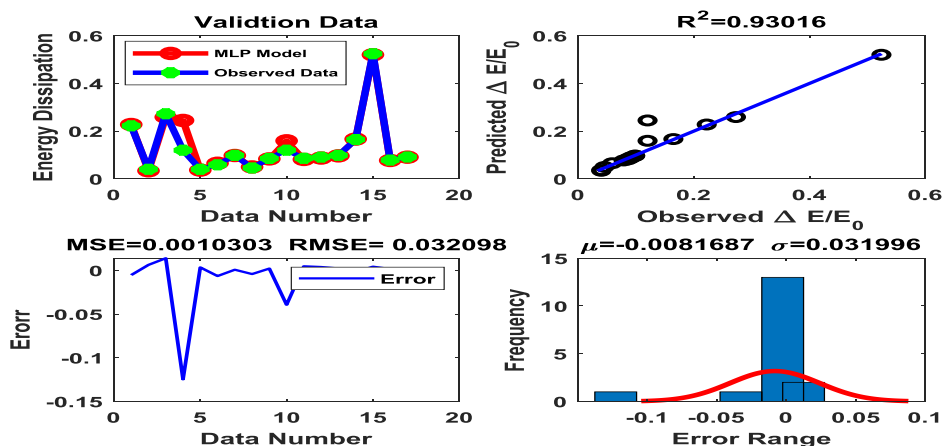 Validtion Data
Energy Dissipation
0.6
0.4
0.2
0
MLP Model
Observed Data
0 5 10 15 20
Data Number
R²=0.93016
Predicted Δ E/E₀
0.6
0.4
0.2
0
0 0.2 0.4 0.6
Observed Δ E/E₀
MSE=0.0010303 RMSE= 0.032098
Erorr
0
-0.05
-0.1
-0.15
Error
0 5 10 15 20
Data Number
μ=-0.0081687 σ=0.031996
Frequency
15
10
5
0
-0.1 -0.05 0 0.05 0.1
Error Range